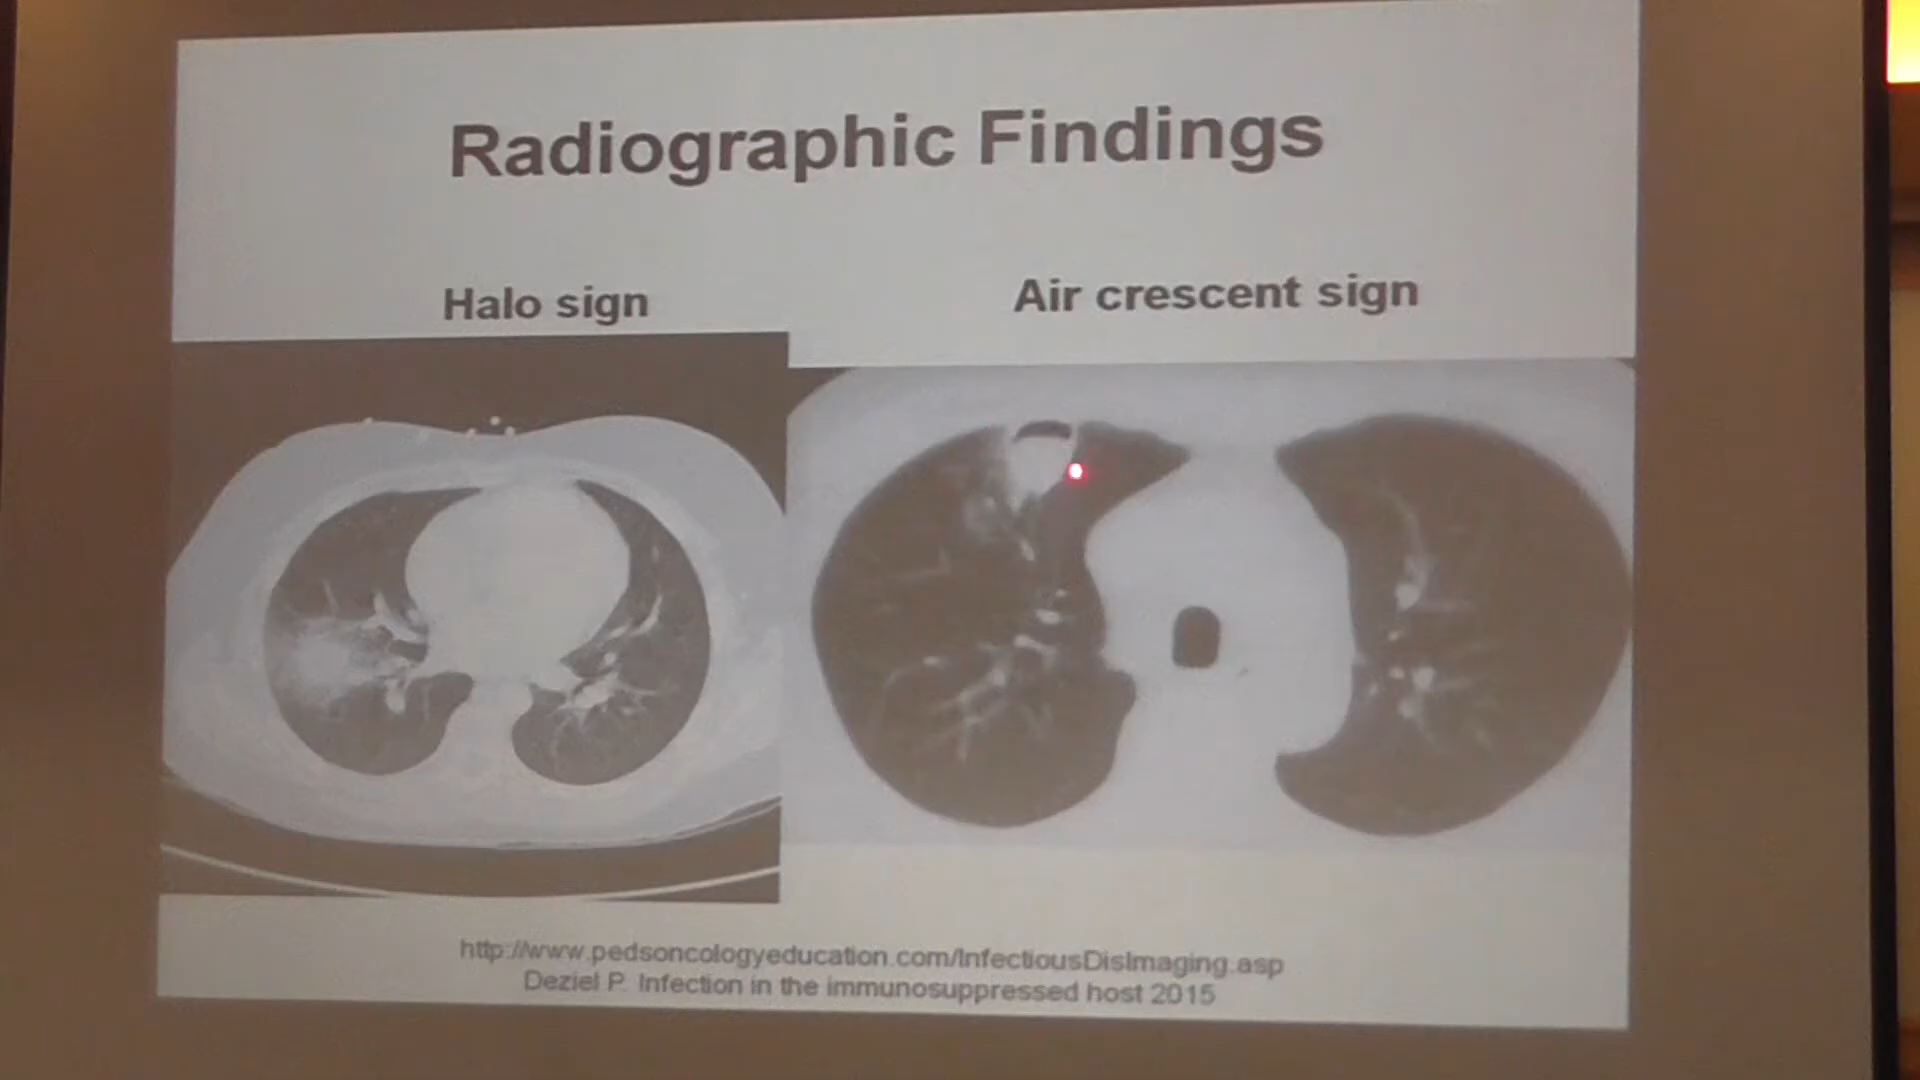 Radiographic Findings
Halo sign
Air crescent sign
http://www.pedsoncologyeducation.com/InfectiousDisImaging.asp
Deziel P. Infection in the immunosuppressed host 2015